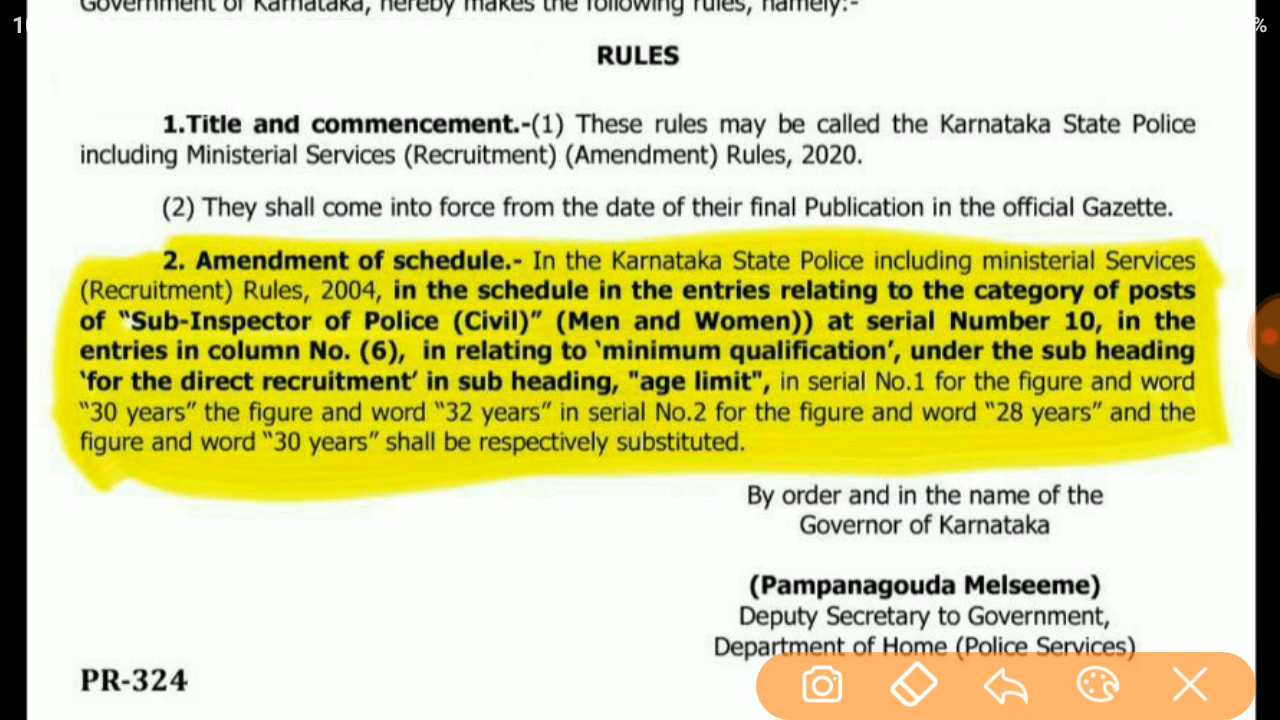 Government of Karnataka, hereby makes the following rules, namely:-
RULES
1.Title and commencement.-(1) These rules may be called the Karnataka State Police
including Ministerial Services (Recruitment) (Amendment) Rules, 2020.
(2) They shall come into force from the date of their final Publication in the official Gazette.
2. Amendment of schedule.- In the Karnataka State Police including ministerial Services
(Recruitment) Rules, 2004, in the schedule in the entries relating to the category of posts
of "Sub-Inspector of Police (Civil)" (Men and Women)) at serial Number 10, in the
entries in column No. (6), in relating to 'minimum qualification', under the sub heading
'for the direct recruitment' in sub heading, "age limit", in serial No.1 for the figure and word
"30 years" the figure and word "32 years" in serial No.2 for the figure and word "28 years" and the
figure and word "30 years" shall be respectively substituted.
By order and in the name of the
Governor of Karnataka
(Pampanagouda Melseeme)
Deputy Secretary to Government,
Department of Home (Police Services)
PR-324